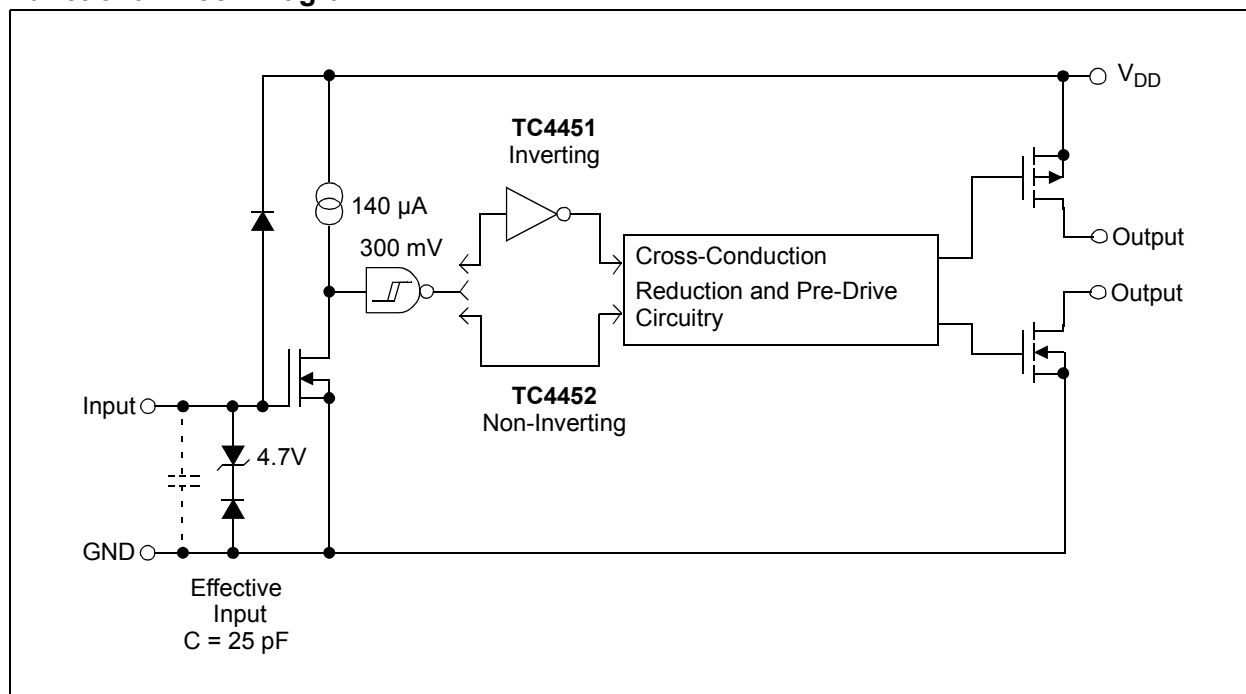 V_DD
TC4451
Inverting
140 µA
300 mV
Cross-Conduction
Reduction and Pre-Drive
Circuitry
Output
Output
TC4452
Non-Inverting
Input
4.7V
GND
Effective
Input
C = 25 pF